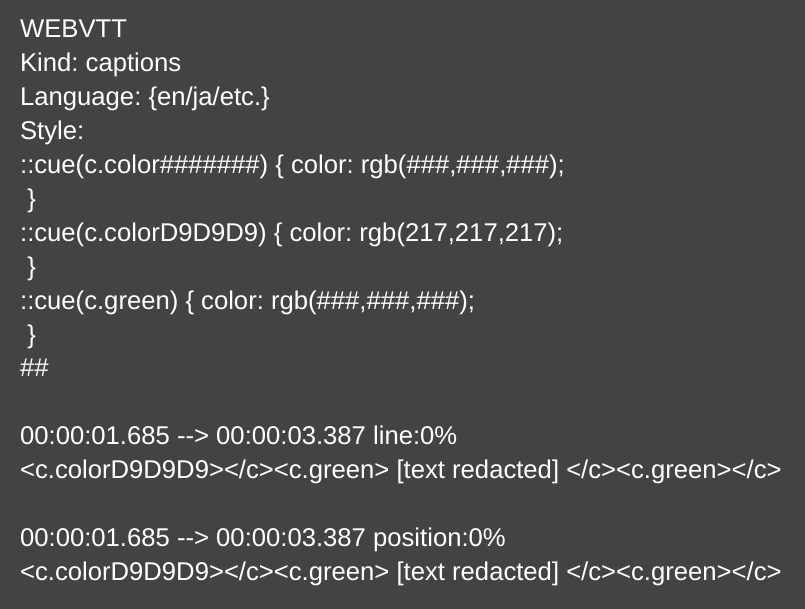 WEBVTT
Kind: captions
Language: {en/ja/etc.}
Style:
::cue(c.color#######) { color: rgb(###,###,###);
}
::cue(c.colorD9D9D9) { color: rgb(217,217,217);
}
::cue(c.green) { color: rgb(###,###,###);
}
##
00:00:01.685 --> 00:00:03.387 line:0%
<c.colorD9D9D9></c><c.green> [text redacted] </c><c.green></c>
00:00:01.685 --> 00:00:03.387 position:0%
<c.colorD9D9D9></c><c.green> [text redacted] </c><c.green></c>